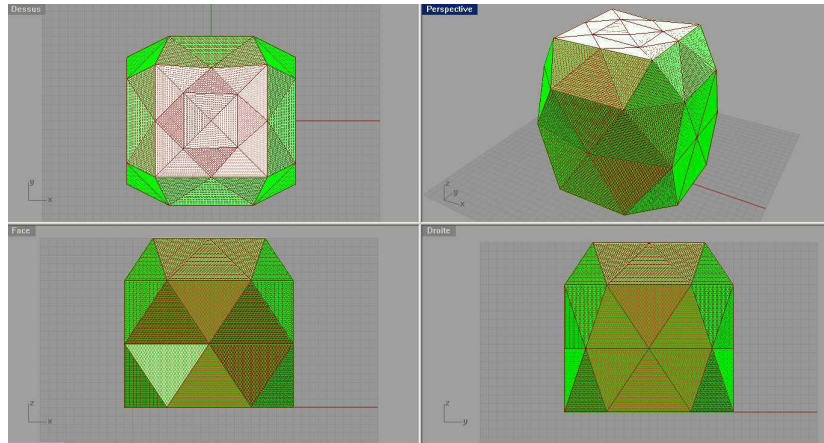 Dessus
Perspective
y
x
z
y
x
Face
Droite
z
x
z
y